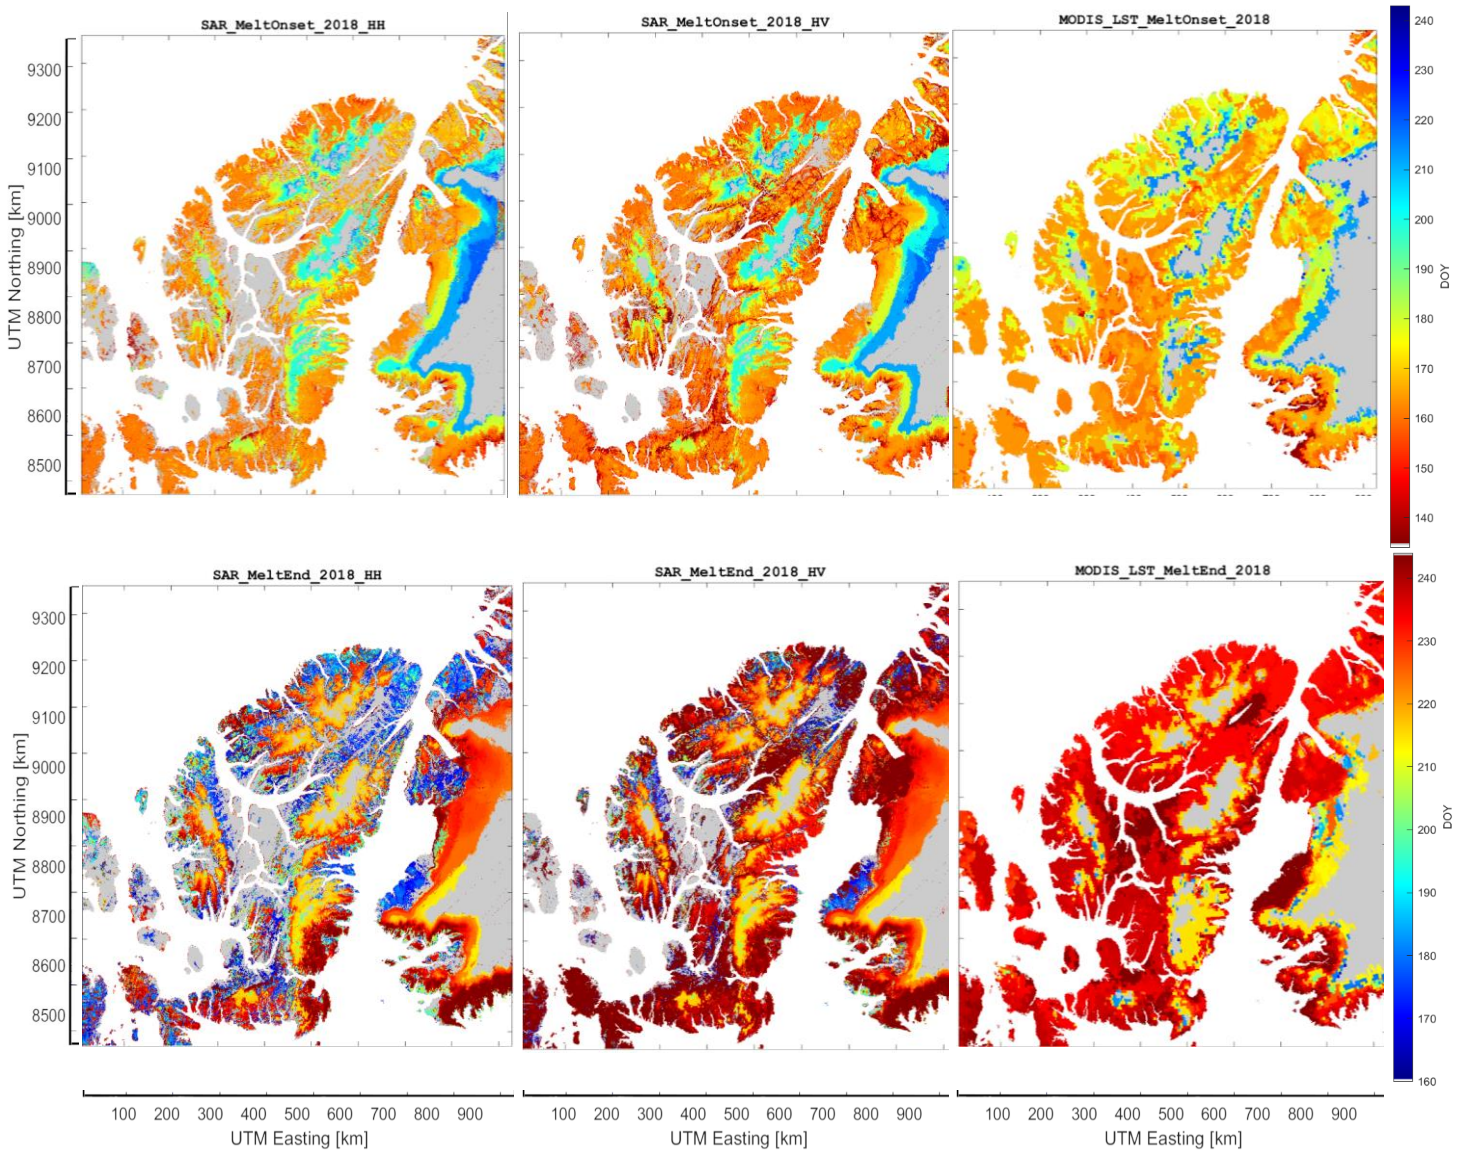 SAR_MeltOnset_2018_HH
SAR_MeltOnset_2018_HV
MODIS_LST_MeltOnset_2018
UTM Northing [km]
9300
9200
9100
9000
8900
8800
8700
8600
8500
240
230
220
210
200
190
180
170
160
150
140
DOY
SAR_MeltEnd_2018_HH
SAR_MeltEnd_2018_HV
MODIS_LST_MeltEnd_2018
UTM Northing [km]
9300
9200
9100
9000
8900
8800
8700
8600
8500
240
230
220
210
200
190
180
170
160
DOY
100 200 300 400 500 600 700 800 900
100 200 300 400 500 600 700 800 900
100 200 300 400 500 600 700 800 900
UTM Easting [km]
UTM Easting [km]
UTM Easting [km]